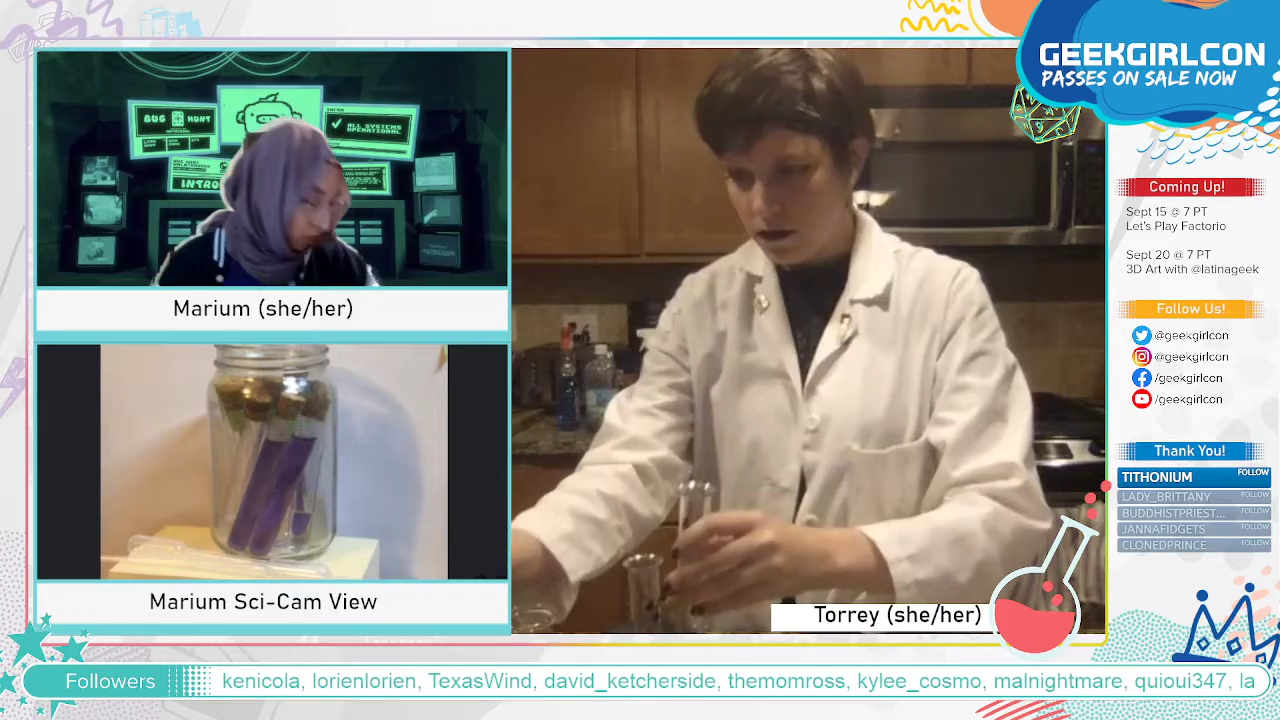 GEEKGIRLCON
PASSES ON SALE NOW
BUG HUNT
ALL SYSTEMS
OPERATIONAL
INTRO
Marium (she/her)
Marium Sci-Cam View
Torrey (she/her)
Coming Up!
Sept 15 @ 7 PT
Let's Play Factorio
Sept 20 @ 7 PT
3D Art with @latinageek
Follow Us!
@geekgirlcon
@geekgirlcon
/geekgirlcon
/geekgirlcon
Thank You!
TITHONIUM FOLLOW
LADY_BRITTANY FOLLOW
BUDDHISTPRIEST... FOLLOW
JANNAFIDGETS FOLLOW
CLONEDPRINCE FOLLOW
Followers kenicola, lorienlorien, TexasWind, david_ketcherside, themomross, kylee_cosmo, malnightmare, quioui347, la